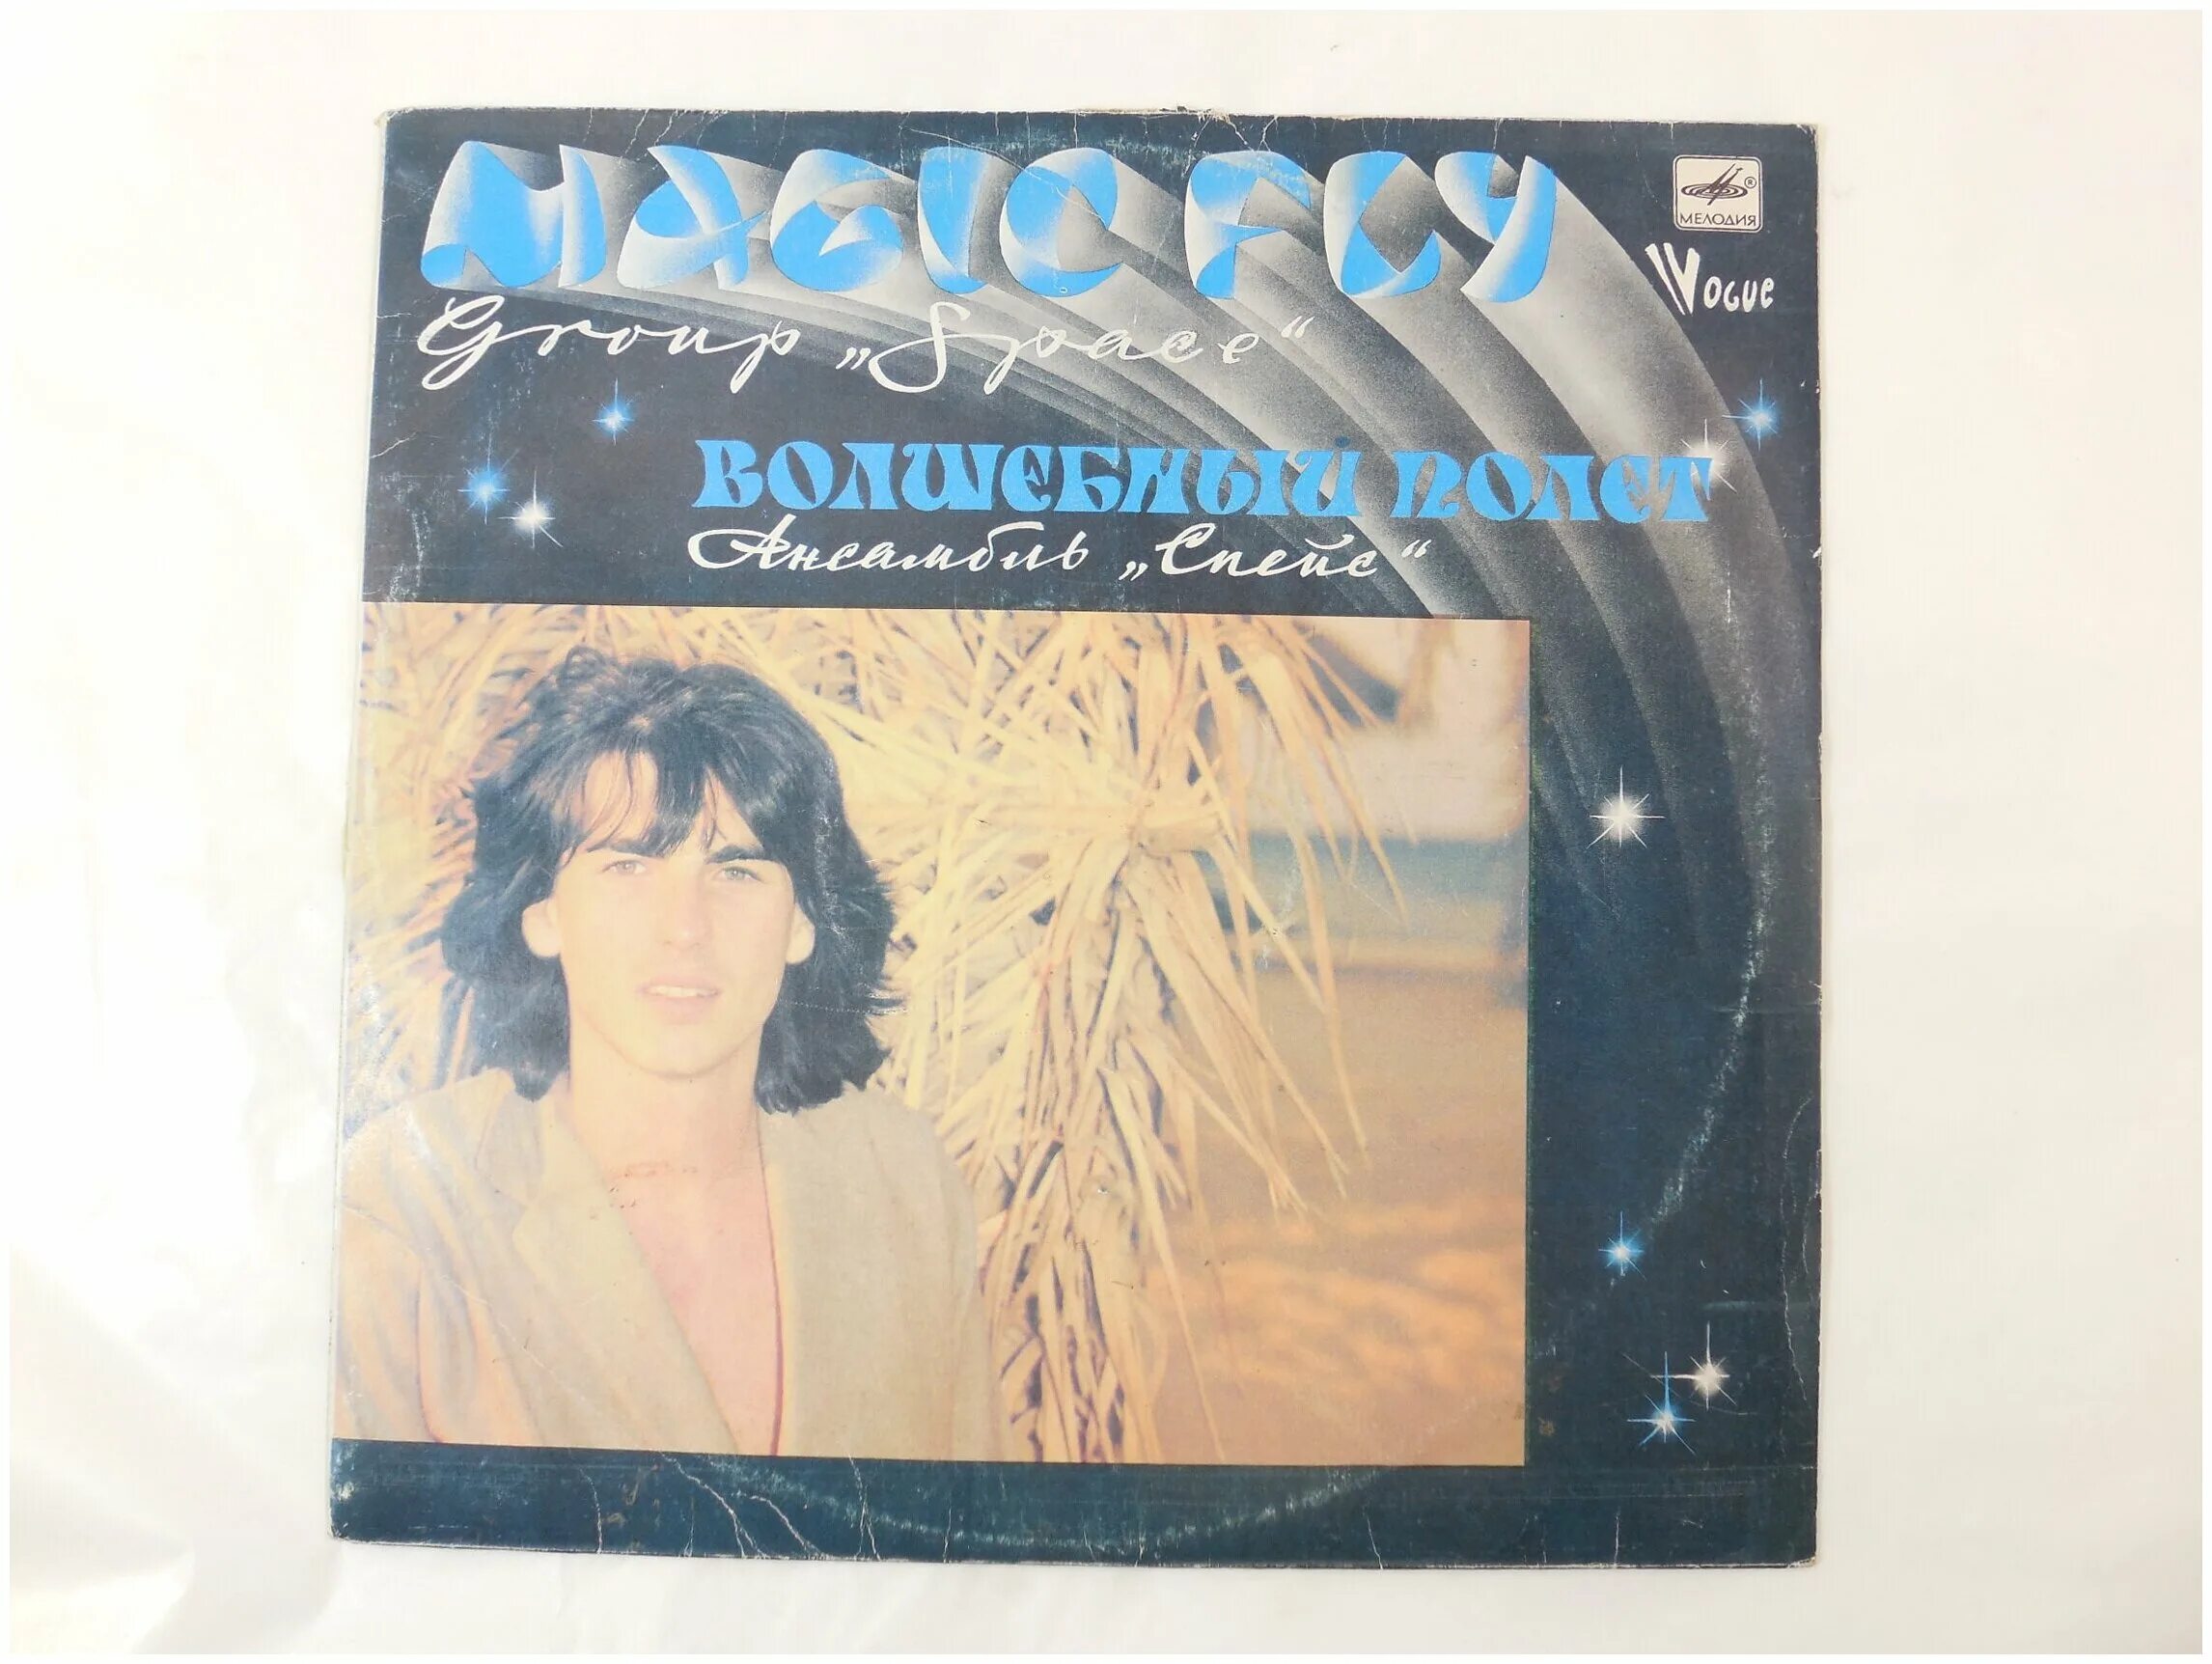 MAGIC FLY
Group „Space“
ВОЛШЕБНЫЙ ПОЛЕТ
Ансамбль „Спейс“
®
МЕЛОДИЯ
VOGUE